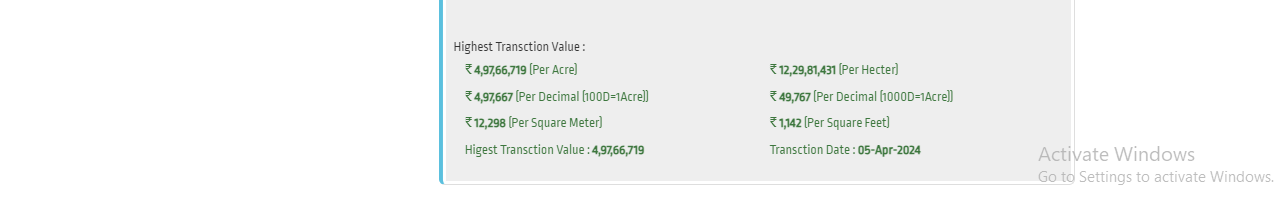 Highest Transction Value :
₹ 4,97,66,719 (Per Acre) ₹ 12,29,81,431 (Per Hecter)
₹ 4,97,667 (Per Decimal (100D=1Acre)) ₹ 49,767 (Per Decimal (1000D=1Acre))
₹ 12,298 (Per Square Meter) ₹ 1,142 (Per Square Feet)
Higest Transction Value : 4,97,66,719 Transction Date : 05-Apr-2024
Activate Windows
Go to Settings to activate Windows.